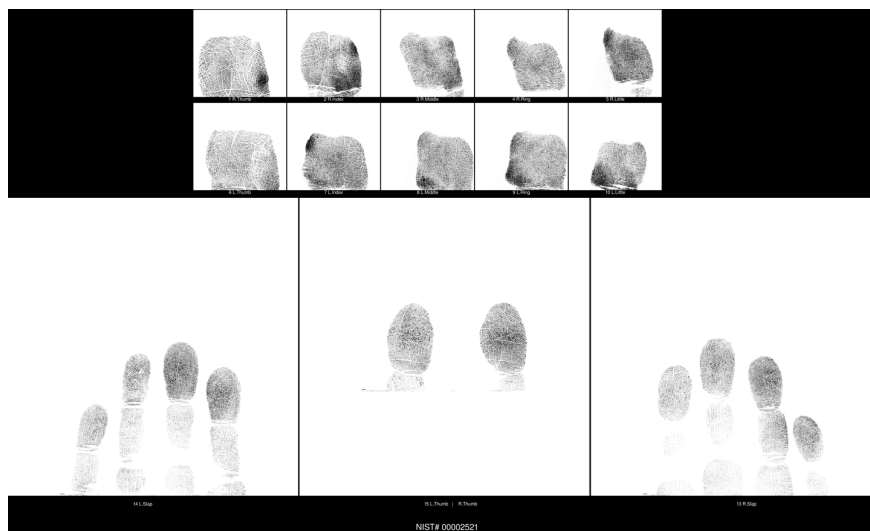 1 R.Thumb
2 R.Index
3 R.Middle
4 R.Ring
5 R.Little
6 L.Thumb
7 L.Index
8 L.Middle
9 L.Ring
10 L.Little
14 L.Slap
15 L.Thumb | R.Thumb
13 R.Slap
NIST# 00002521